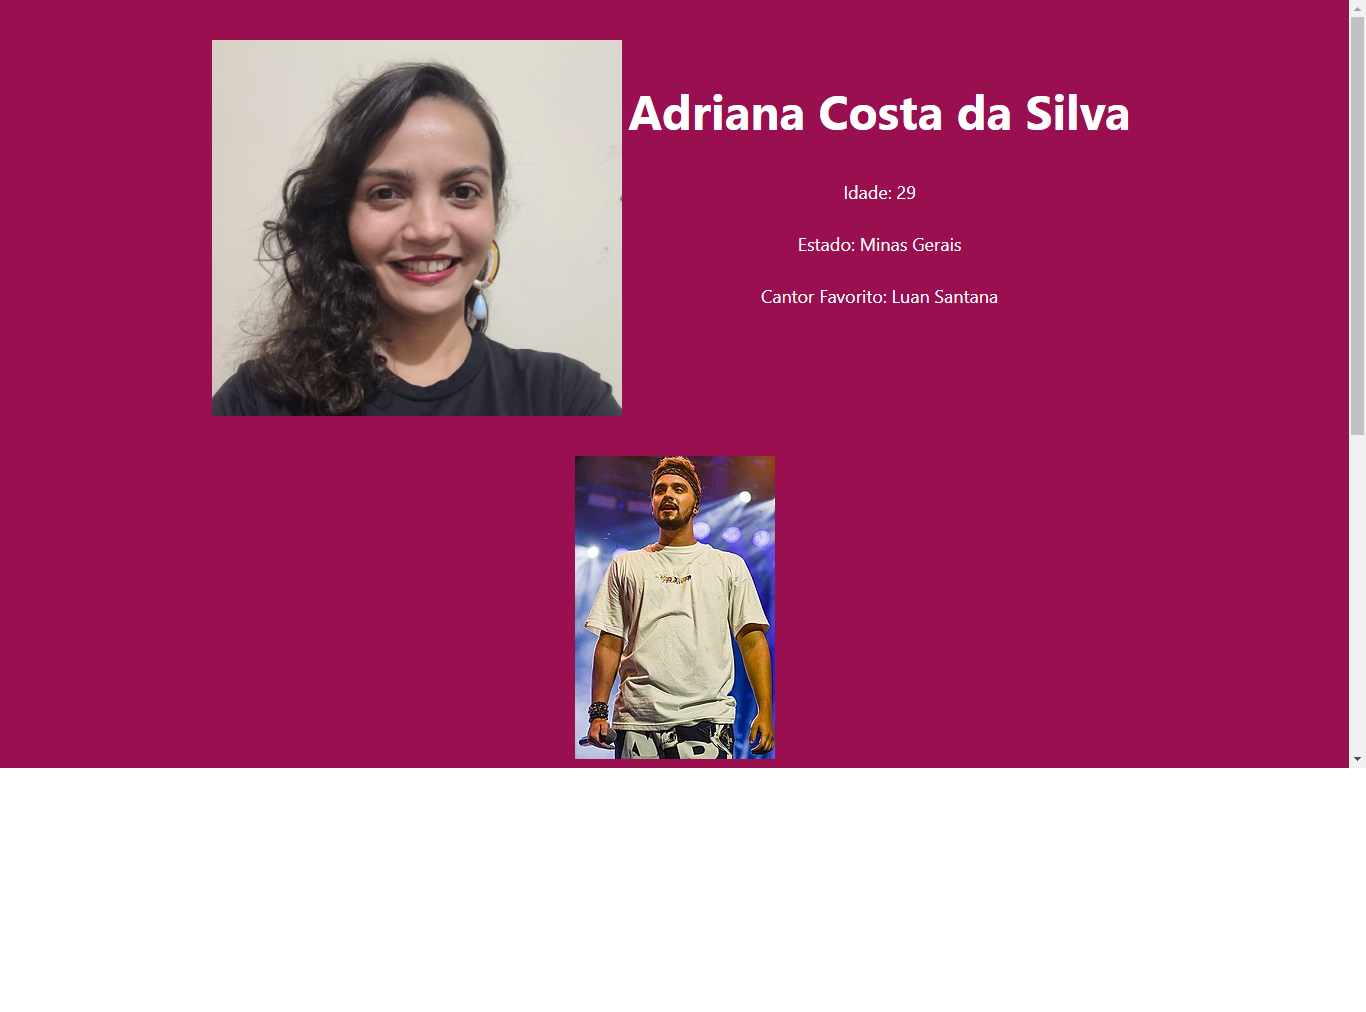 Adriana Costa da Silva
Idade: 29
Estado: Minas Gerais
Cantor Favorito: Luan Santana